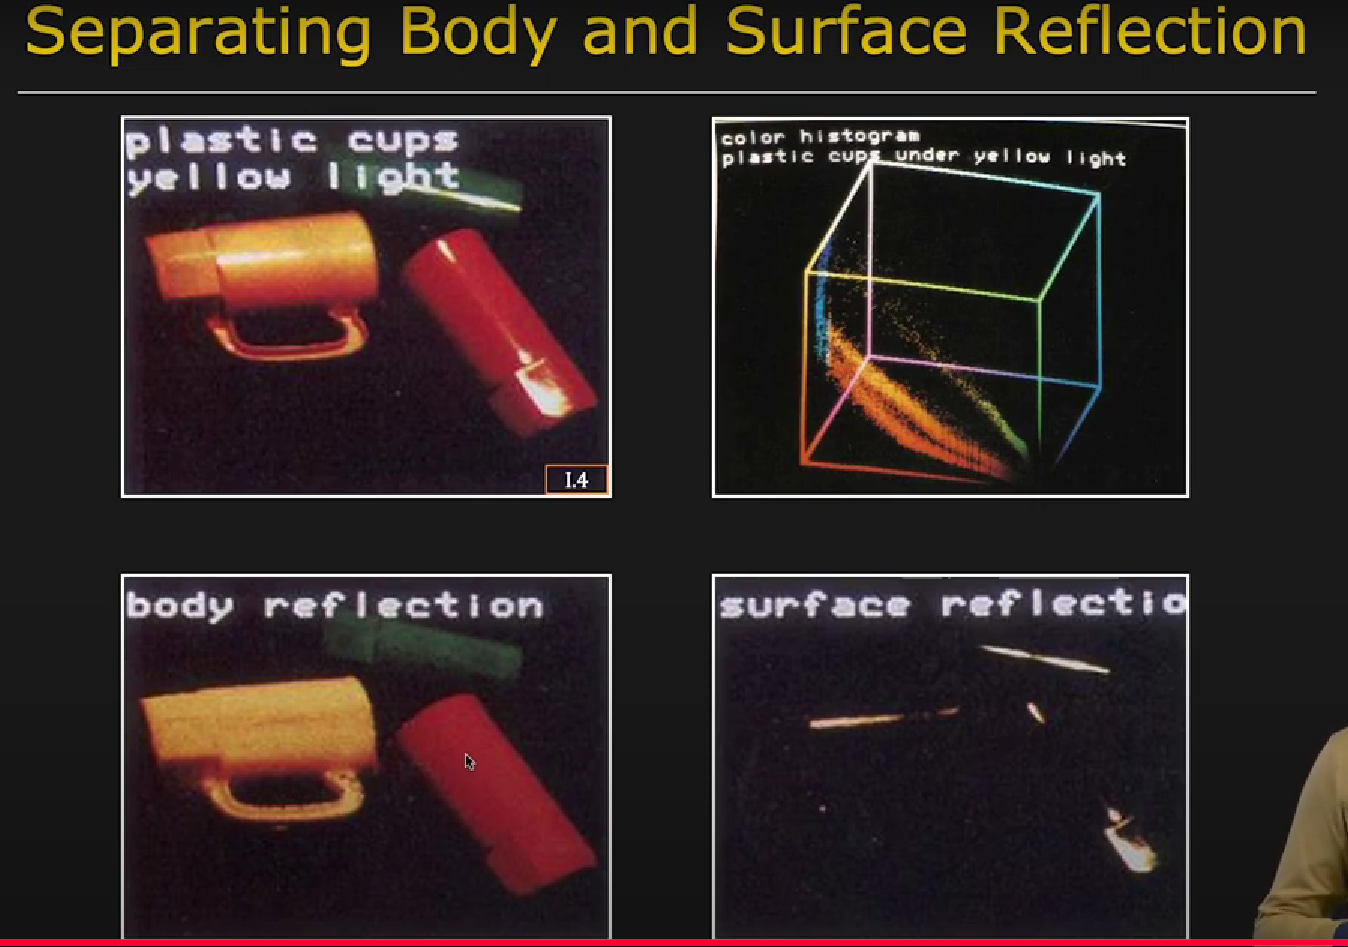 Separating Body and Surface Reflection
plastic cups
yellow light
I.4
color histogram
plastic cups under yellow light
body reflection
surface reflectio